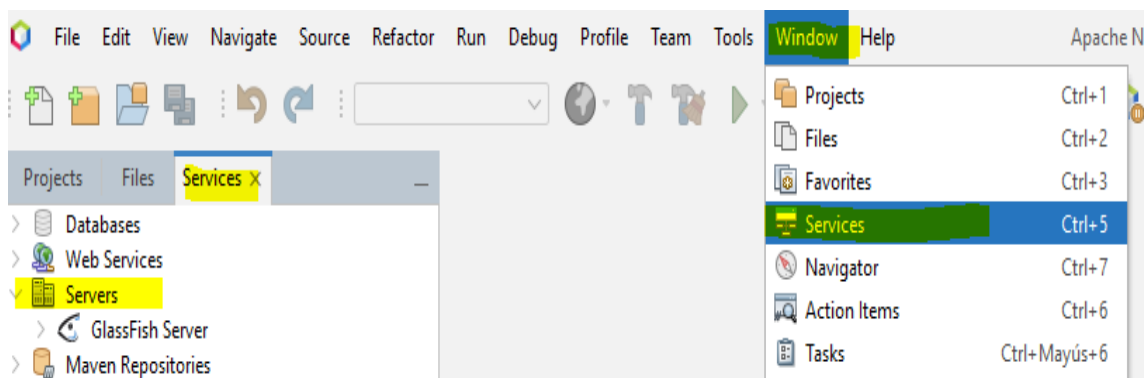 File Edit View Navigate Source Refactor Run Debug Profile Team Tools Window Help Apache N
Projects Ctrl+1
Files Ctrl+2
Favorites Ctrl+3
Services Ctrl+5
Navigator Ctrl+7
Action Items Ctrl+6
Tasks Ctrl+Mayús+6
Projects Files Services
Databases
Web Services
Servers
GlassFish Server
Maven Repositories